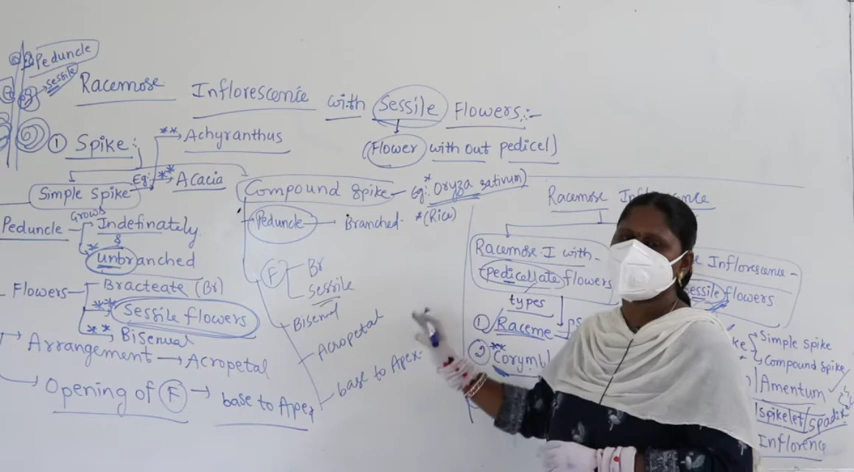 Peduncle
sessile
Racemose Inflorescence with Sessile Flowers:-
(Flower with out pedicel)
① Spike:
** Achyranthus
Eg: ** Acacia
Simple Spike
Peduncle
Grows Indefinately
&
* unbranched
Flowers
Bracteate (Br)
** Sessile flowers
** Bisexual
Arrangement → Acropetal
Opening of F → base to Apex
Compound Spike - Eg: * Oryza sativum
*(Rice)
Peduncle - Branched
F
Br
Sessile
Bisexual
Acropetal
base to Apex
Racemose Inflorence
Racemose I with
pedicellate flowers
types
① Raceme
② ** Corymb
Inflorescence -
sessile flowers
Simple spike
Compound spike
Amentum
spikelet/spadix
Inflorence